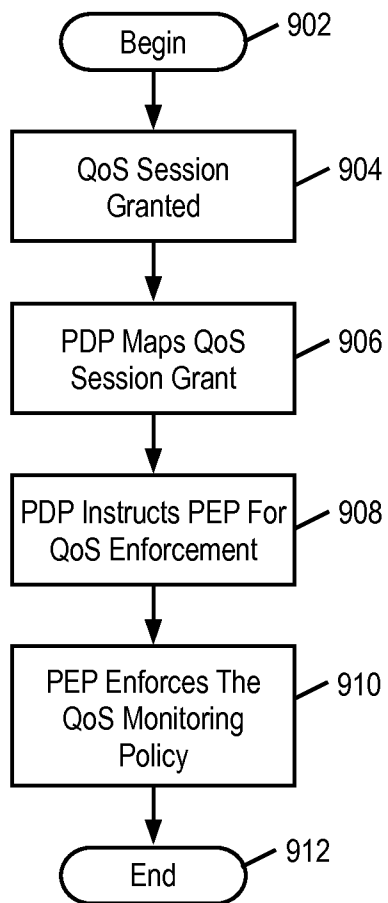 Begin
902
QoS Session
Granted
904
PDP Maps QoS
Session Grant
906
PDP Instructs PEP For
QoS Enforcement
908
PEP Enforces The
QoS Monitoring
Policy
910
End
912